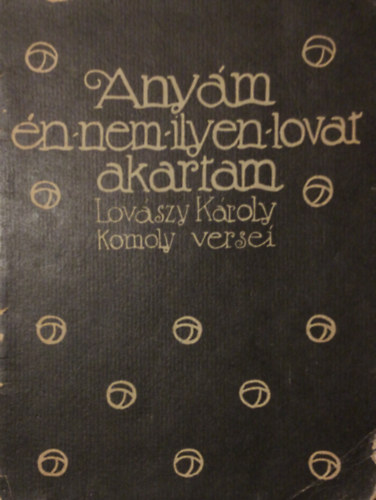 Anyám
én-nem-ilyen-lovat
akartam
Lovászy Károly
Komoly versei